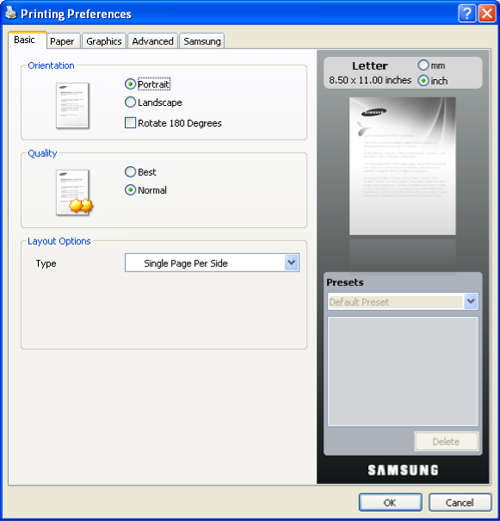 Printing Preferences
Basic Paper Graphics Advanced Samsung
Orientation
Portrait
Landscape
Rotate 180 Degrees
Quality
Best
Normal
Layout Options
Type Single Page Per Side
Letter
8.50 x 11.00 inches
mm
inch
SAMSUNG
Presets
Default Preset
Delete
SAMSUNG
OK Cancel